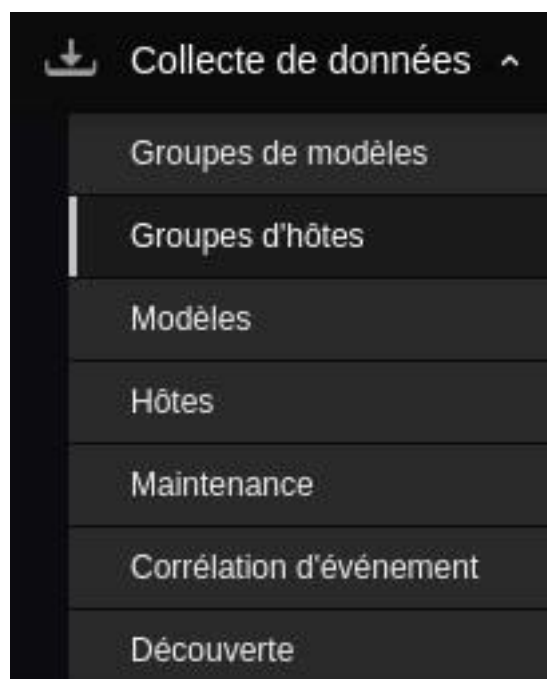 Collecte de données
Groupes de modèles
Groupes d'hôtes
Modèles
Hôtes
Maintenance
Corrélation d'événement
Découverte